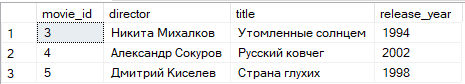 movie_id director title release_year
1 3 Никита Михалков Утомленные солнцем 1994
2 4 Александр Сокуров Русский ковчег 2002
3 5 Дмитрий Киселев Страна глухих 1998